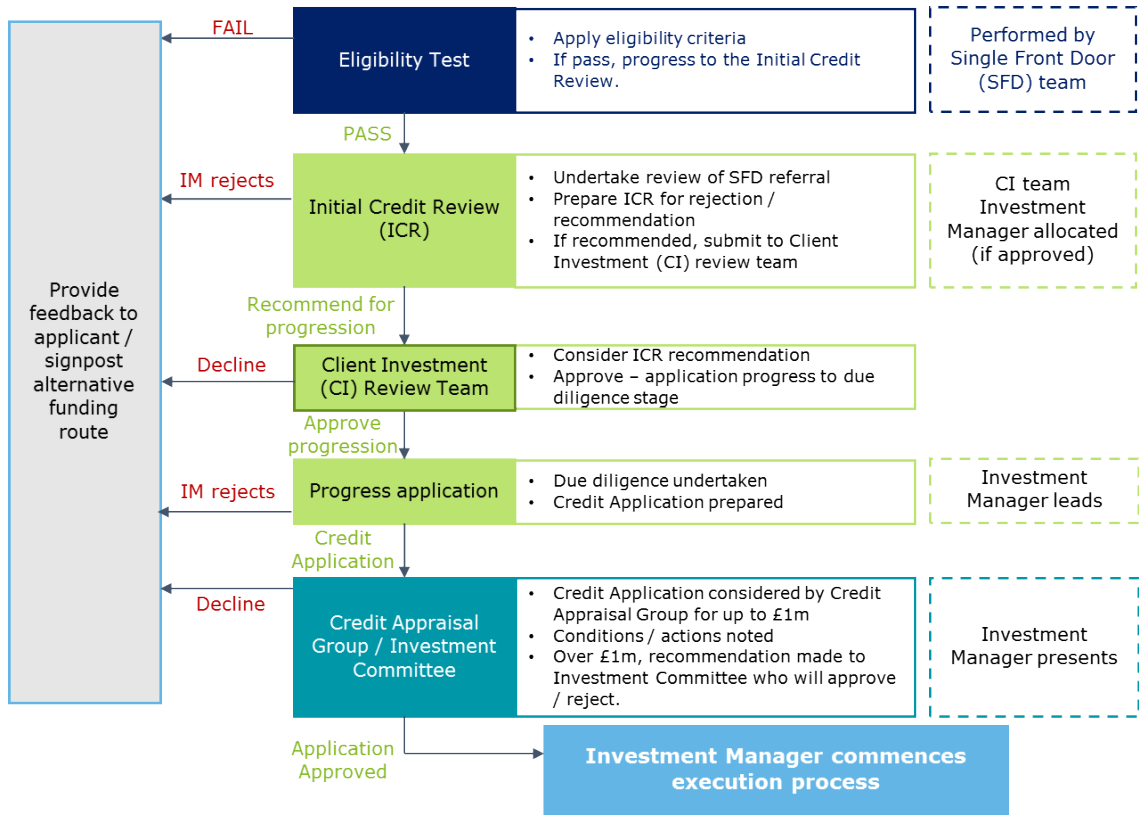 FAIL
Eligibility Test
• Apply eligibility criteria
• If pass, progress to the Initial Credit
Review.
Performed by
Single Front Door
(SFD) team
PASS
IM rejects
Initial Credit Review
(ICR)
• Undertake review of SFD referral
• Prepare ICR for rejection /
recommendation
• If recommended, submit to Client
Investment (CI) review team
CI team
Investment
Manager allocated
(if approved)
Provide
feedback to
applicant /
signpost
alternative
funding
route
Recommend for
progression
Decline
Client Investment
(CI) Review Team
• Consider ICR recommendation
• Approve – application progress to due
diligence stage
Approve
progression
IM rejects
Progress application
• Due diligence undertaken
• Credit Application prepared
Investment
Manager leads
Credit
Application
Decline
Credit Appraisal
Group / Investment
Committee
• Credit Application considered by Credit
Appraisal Group for up to £1m
• Conditions / actions noted
• Over £1m, recommendation made to
Investment Committee who will approve
/ reject.
Investment
Manager presents
Application
Approved
Investment Manager commences
execution process